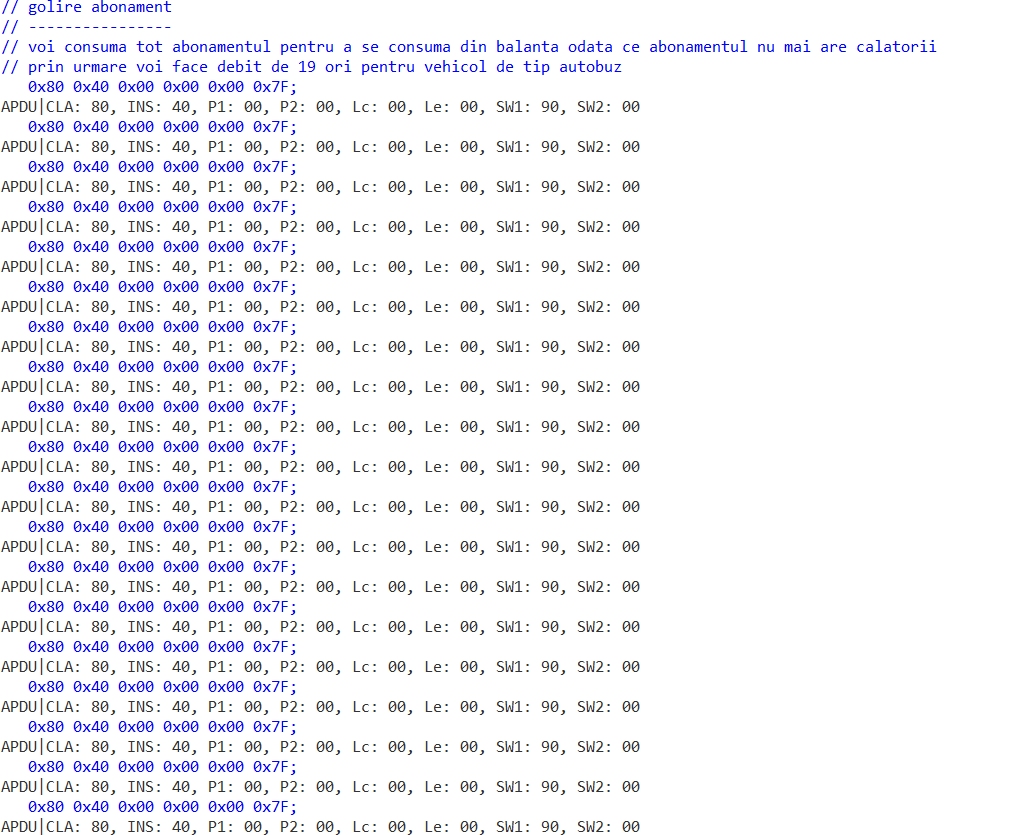 // golire abonament
// ----------------
// voi consuma tot abonamentul pentru a se consuma din balanta odata ce abonamentul nu mai are calatorii
// prin urmare voi face debit de 19 ori pentru vehicol de tip autobuz
0x80 0x40 0x00 0x00 0x00 0x7F;
APDU|CLA: 80, INS: 40, P1: 00, P2: 00, Lc: 00, Le: 00, SW1: 90, SW2: 00
0x80 0x40 0x00 0x00 0x00 0x7F;
APDU|CLA: 80, INS: 40, P1: 00, P2: 00, Lc: 00, Le: 00, SW1: 90, SW2: 00
0x80 0x40 0x00 0x00 0x00 0x7F;
APDU|CLA: 80, INS: 40, P1: 00, P2: 00, Lc: 00, Le: 00, SW1: 90, SW2: 00
0x80 0x40 0x00 0x00 0x00 0x7F;
APDU|CLA: 80, INS: 40, P1: 00, P2: 00, Lc: 00, Le: 00, SW1: 90, SW2: 00
0x80 0x40 0x00 0x00 0x00 0x7F;
APDU|CLA: 80, INS: 40, P1: 00, P2: 00, Lc: 00, Le: 00, SW1: 90, SW2: 00
0x80 0x40 0x00 0x00 0x00 0x7F;
APDU|CLA: 80, INS: 40, P1: 00, P2: 00, Lc: 00, Le: 00, SW1: 90, SW2: 00
0x80 0x40 0x00 0x00 0x00 0x7F;
APDU|CLA: 80, INS: 40, P1: 00, P2: 00, Lc: 00, Le: 00, SW1: 90, SW2: 00
0x80 0x40 0x00 0x00 0x00 0x7F;
APDU|CLA: 80, INS: 40, P1: 00, P2: 00, Lc: 00, Le: 00, SW1: 90, SW2: 00
0x80 0x40 0x00 0x00 0x00 0x7F;
APDU|CLA: 80, INS: 40, P1: 00, P2: 00, Lc: 00, Le: 00, SW1: 90, SW2: 00
0x80 0x40 0x00 0x00 0x00 0x7F;
APDU|CLA: 80, INS: 40, P1: 00, P2: 00, Lc: 00, Le: 00, SW1: 90, SW2: 00
0x80 0x40 0x00 0x00 0x00 0x7F;
APDU|CLA: 80, INS: 40, P1: 00, P2: 00, Lc: 00, Le: 00, SW1: 90, SW2: 00
0x80 0x40 0x00 0x00 0x00 0x7F;
APDU|CLA: 80, INS: 40, P1: 00, P2: 00, Lc: 00, Le: 00, SW1: 90, SW2: 00
0x80 0x40 0x00 0x00 0x00 0x7F;
APDU|CLA: 80, INS: 40, P1: 00, P2: 00, Lc: 00, Le: 00, SW1: 90, SW2: 00
0x80 0x40 0x00 0x00 0x00 0x7F;
APDU|CLA: 80, INS: 40, P1: 00, P2: 00, Lc: 00, Le: 00, SW1: 90, SW2: 00
0x80 0x40 0x00 0x00 0x00 0x7F;
APDU|CLA: 80, INS: 40, P1: 00, P2: 00, Lc: 00, Le: 00, SW1: 90, SW2: 00
0x80 0x40 0x00 0x00 0x00 0x7F;
APDU|CLA: 80, INS: 40, P1: 00, P2: 00, Lc: 00, Le: 00, SW1: 90, SW2: 00
0x80 0x40 0x00 0x00 0x00 0x7F;
APDU|CLA: 80, INS: 40, P1: 00, P2: 00, Lc: 00, Le: 00, SW1: 90, SW2: 00
0x80 0x40 0x00 0x00 0x00 0x7F;
APDU|CLA: 80, INS: 40, P1: 00, P2: 00, Lc: 00, Le: 00, SW1: 90, SW2: 00
0x80 0x40 0x00 0x00 0x00 0x7F;
APDU|CLA: 80, INS: 40, P1: 00, P2: 00, Lc: 00, Le: 00, SW1: 90, SW2: 00